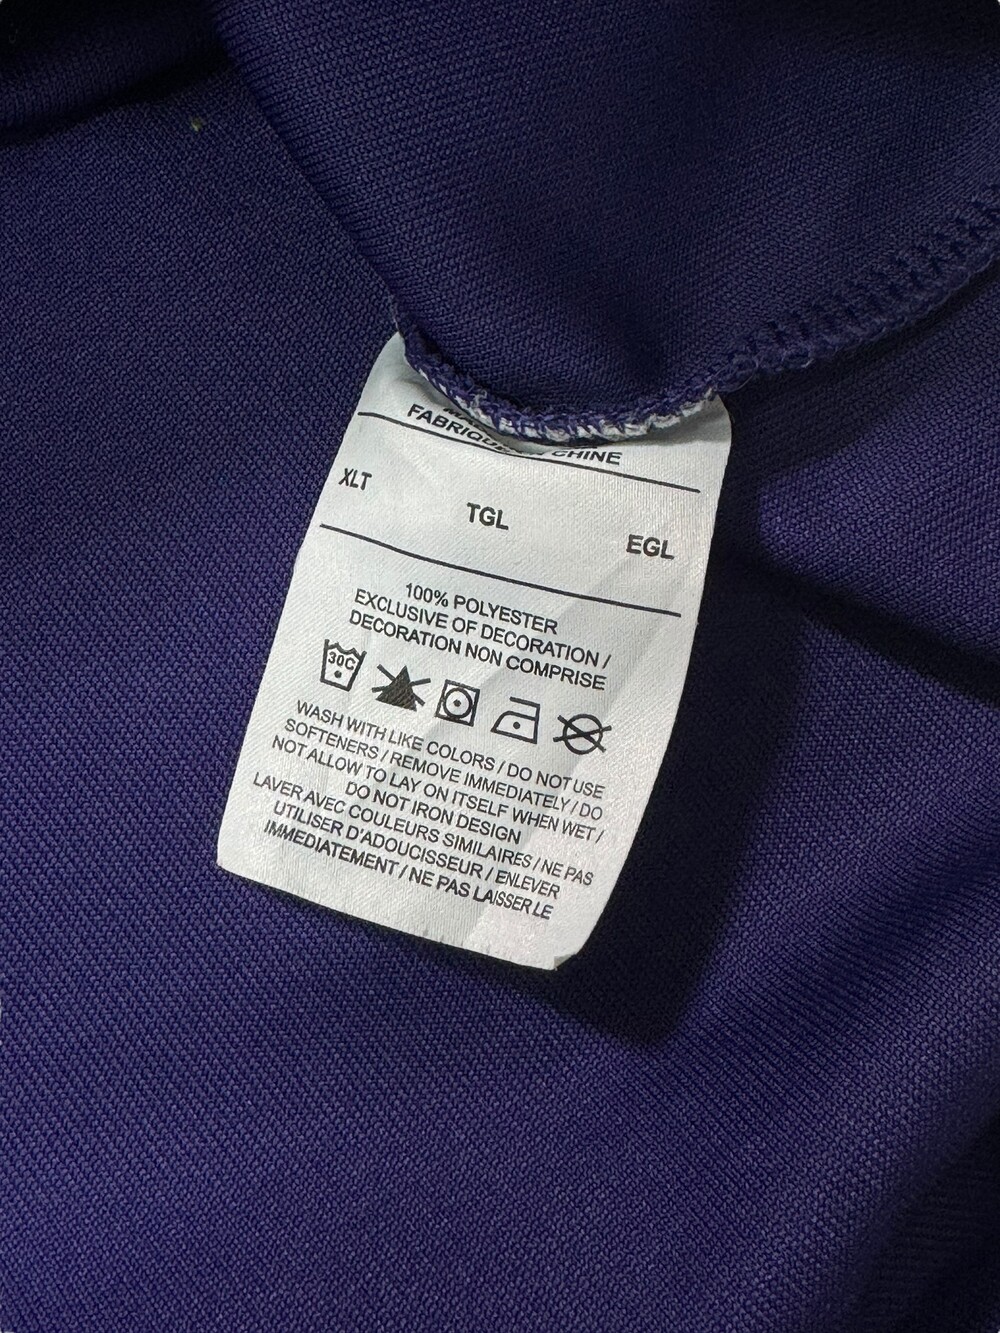 FABRIQUE CHINE
XLT TGL EGL
100% POLYESTER
EXCLUSIVE OF DECORATION /
DECORATION NON COMPRISE
30C
WASH WITH LIKE COLORS / DO NOT USE
SOFTENERS / REMOVE IMMEDIATELY / DO
NOT ALLOW TO LAY ON ITSELF WHEN WET /
DO NOT IRON DESIGN
LAVER AVEC COULEURS SIMILAIRES / NE PAS
UTILISER D'ADOUCISSEUR / ENLEVER
IMMEDIATEMENT / NE PAS LAISSER LE